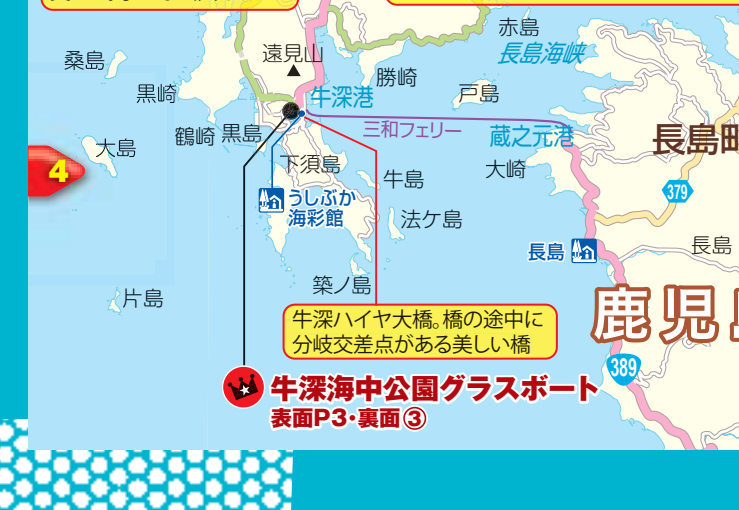 赤島
長島海峡
桑島
遠見山
勝崎
黒崎
牛深港
戸島
三和フェリー
蔵之元港
長島町
鶴崎
黒島
大島
4
下須島
牛島
大崎
379
うしぶか
海彩館
法ケ島
長島
長島
築ノ島
片島
牛深ハイヤ大橋。橋の途中に
分岐交差点がある美しい橋
鹿児
389
牛深海中公園グラスボート
表面P3・裏面③